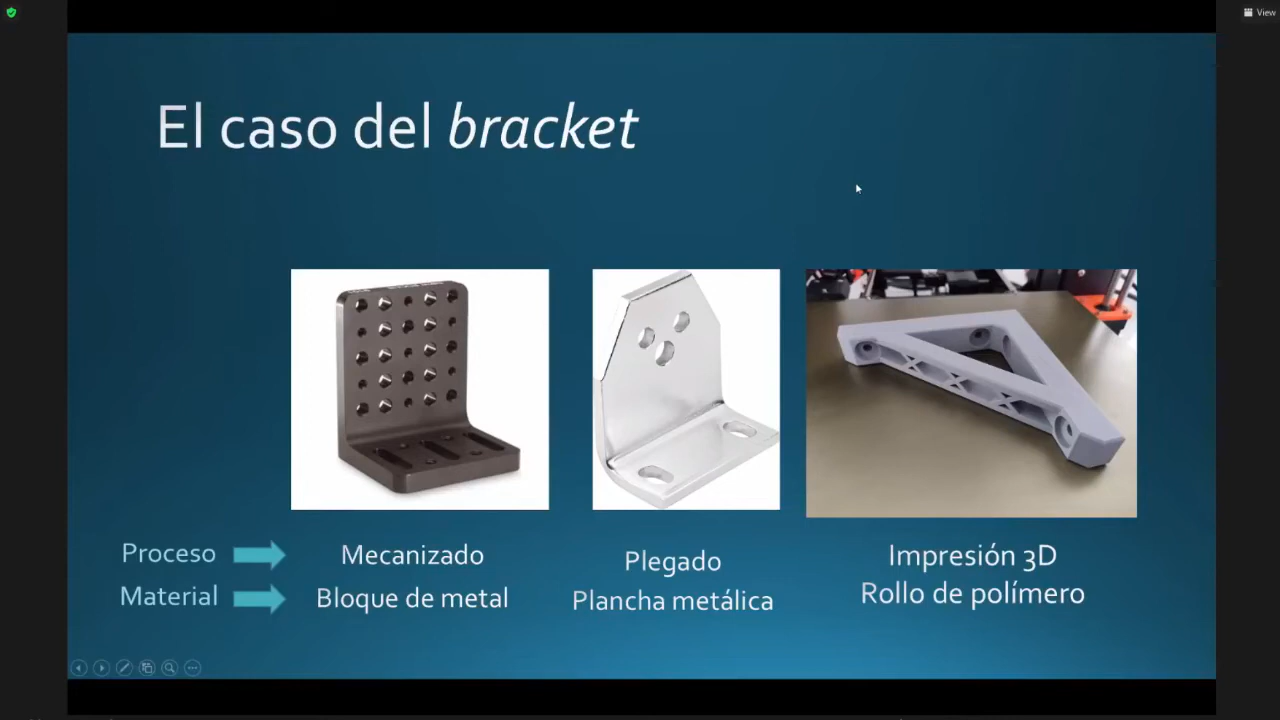 View
El caso del bracket
Proceso
Mecanizado
Plegado
Impresión 3D
Material
Bloque de metal
Plancha metálica
Rollo de polímero